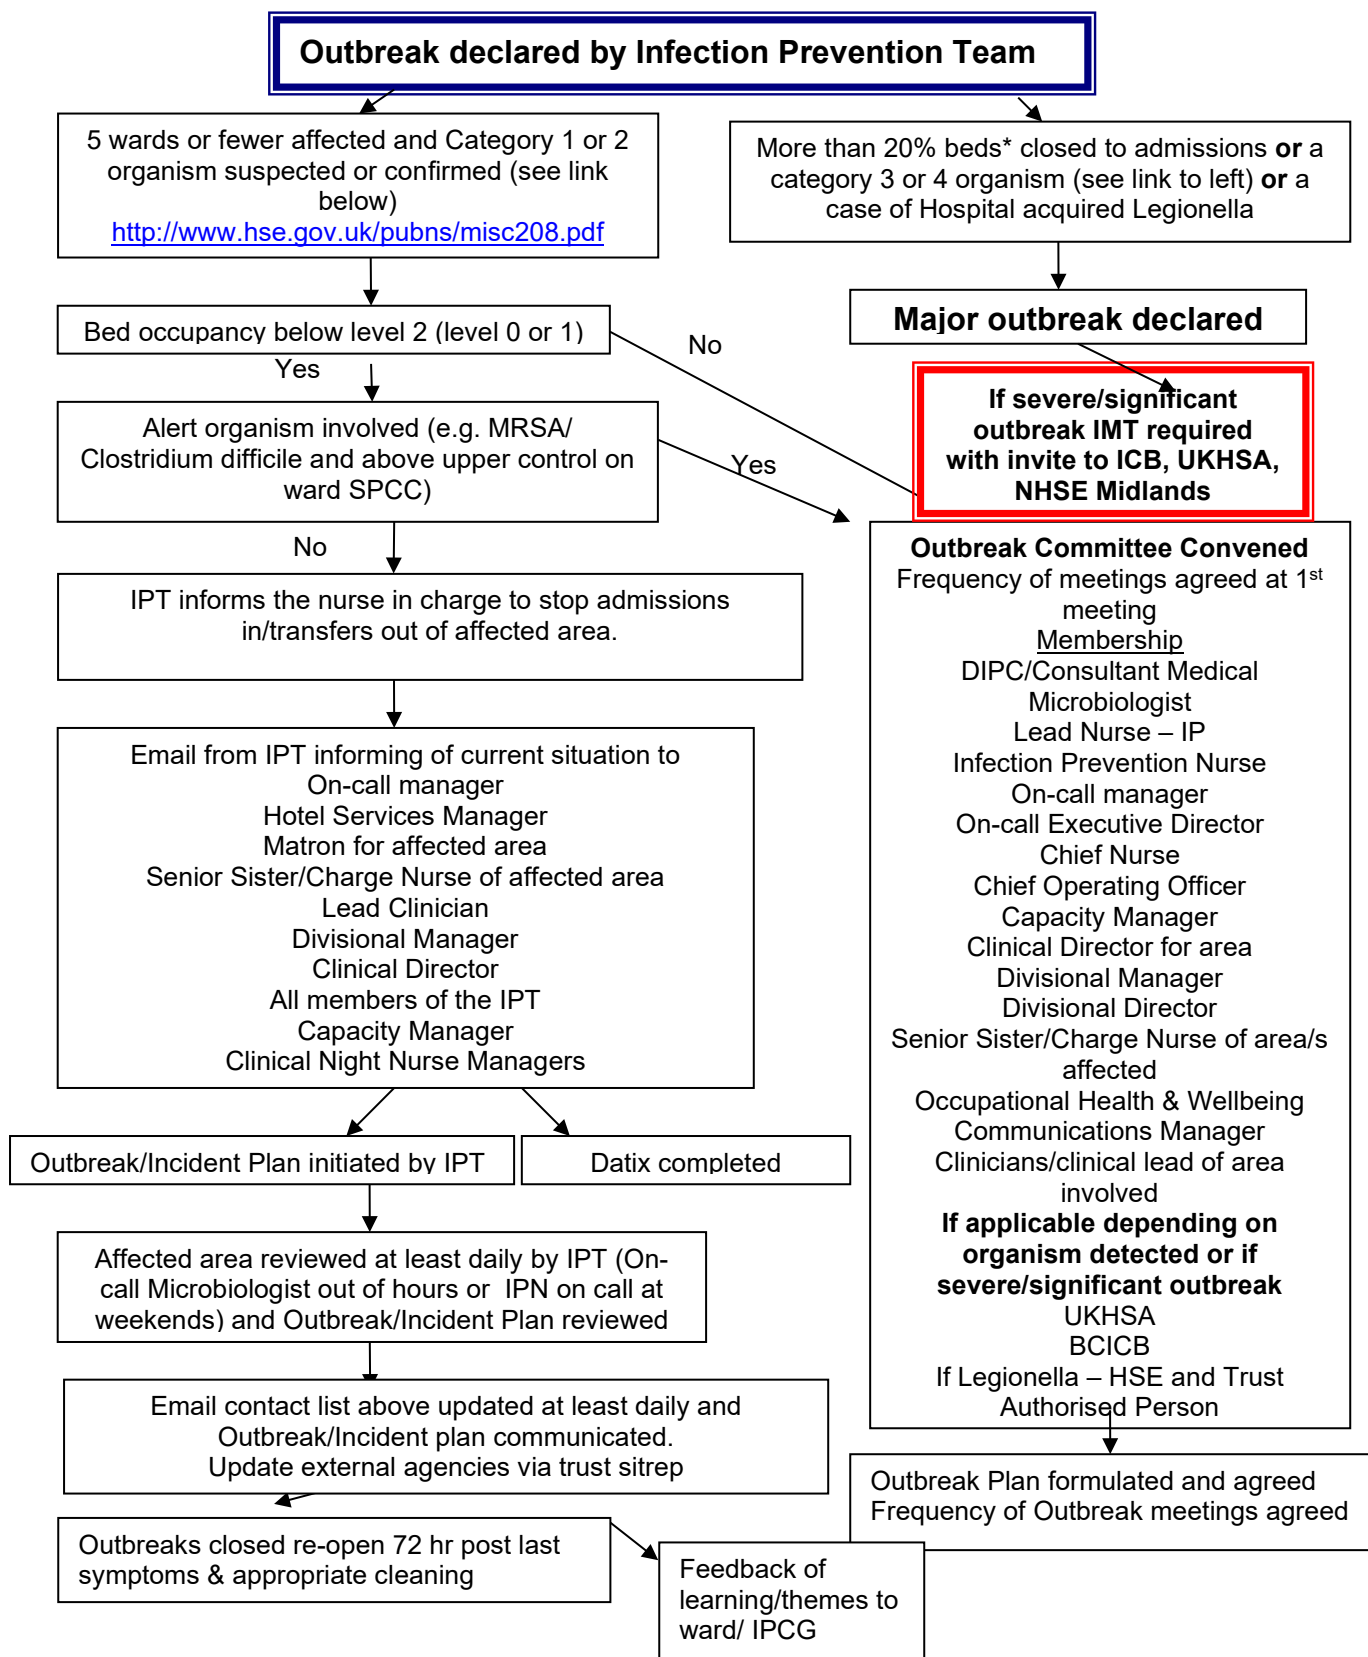 Outbreak declared by Infection Prevention Team
5 wards or fewer affected and Category 1 or 2
organism suspected or confirmed (see link
below)
http://www.hse.gov.uk/pubns/misc208.pdf
More than 20% beds* closed to admissions or a
category 3 or 4 organism (see link to left) or a
case of Hospital acquired Legionella
Bed occupancy below level 2 (level 0 or 1)
No
Yes
Major outbreak declared
If severe/significant
outbreak IMT required
with invite to ICB, UKHSA,
NHSE Midlands
Alert organism involved (e.g. MRSA/
Clostridium difficile and above upper control on
ward SPCC)
Yes
No
IPT informs the nurse in charge to stop admissions
in/transfers out of affected area.
Email from IPT informing of current situation to
On-call manager
Hotel Services Manager
Matron for affected area
Senior Sister/Charge Nurse of affected area
Lead Clinician
Divisional Manager
Clinical Director
All members of the IPT
Capacity Manager
Clinical Night Nurse Managers
Outbreak/Incident Plan initiated by IPT
Datix completed
Affected area reviewed at least daily by IPT (On-
call Microbiologist out of hours or IPN on call at
weekends) and Outbreak/Incident Plan reviewed
Email contact list above updated at least daily and
Outbreak/Incident plan communicated.
Update external agencies via trust sitrep
Outbreaks closed re-open 72 hr post last
symptoms & appropriate cleaning
Feedback of
learning/themes to
ward/ IPCG
Outbreak Committee Convened
Frequency of meetings agreed at 1st
meeting
Membership
DIPC/Consultant Medical
Microbiologist
Lead Nurse – IP
Infection Prevention Nurse
On-call manager
On-call Executive Director
Chief Nurse
Chief Operating Officer
Capacity Manager
Clinical Director for area
Divisional Manager
Divisional Director
Senior Sister/Charge Nurse of area/s
affected
Occupational Health & Wellbeing
Communications Manager
Clinicians/clinical lead of area
involved
If applicable depending on
organism detected or if
severe/significant outbreak
UKHSA
BCICB
If Legionella – HSE and Trust
Authorised Person
Outbreak Plan formulated and agreed
Frequency of Outbreak meetings agreed